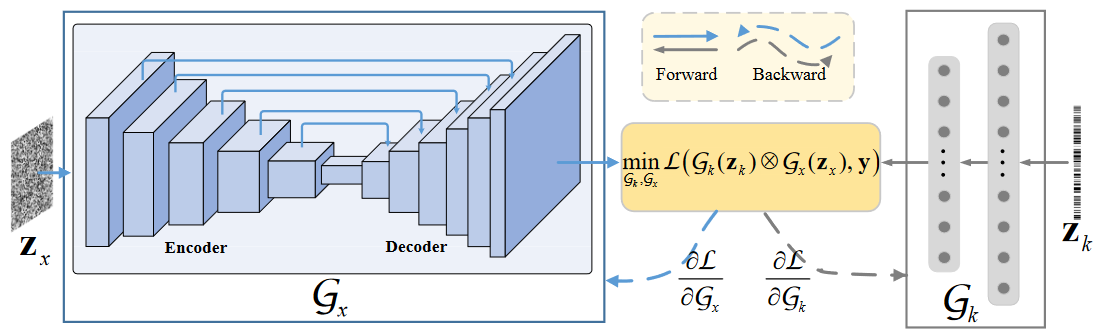 Forward
Backward
$\min_{\mathcal{G}_k, \mathcal{G}_x} \mathcal{L}(\mathcal{G}_k(\mathbf{z}_k) \otimes \mathcal{G}_x(\mathbf{z}_x), \mathbf{y})$
$\mathbf{z}_x$
Encoder
Decoder
$\mathbf{z}_k$
$\frac{\partial \mathcal{L}}{\partial \mathcal{G}_x}$
$\frac{\partial \mathcal{L}}{\partial \mathcal{G}_k}$
$\mathcal{G}_x$
$\mathcal{G}_k$